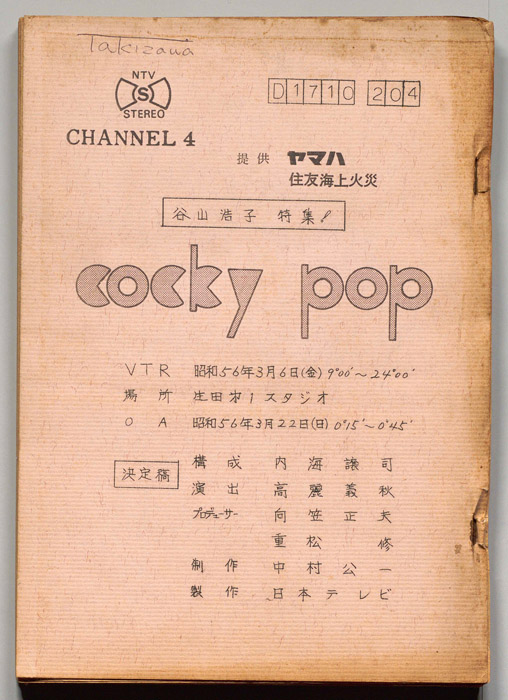 Takizawa
NTV
S
STEREO
D1710 204
CHANNEL 4
提供 ヤマハ
住友海上火災
谷山浩子 特集!
cocky pop
VTR 昭和56年3月6日(金) 9°00'~24°00'
場所 生田オ1スタジオ
OA 昭和56年3月22日(日) 0°15'~0°45'
決定稿
構成 内海譲司
演出 高麗義秋
プロデューサー 向笠正夫
重松 修
制作 中村公一
製作 日本テレビ